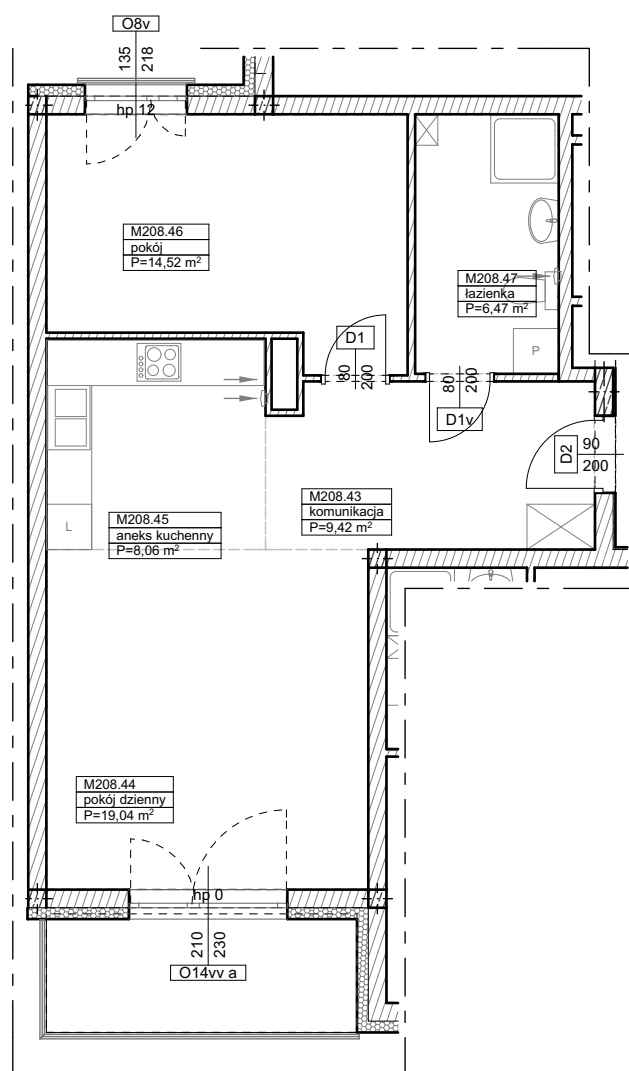 O8v
135
218
hp 12
M208.46
pokój
P=14,52 m²
M208.47
łazienka
P=6,47 m²
D1
80
200
P
80
200
D1v
D2
90
200
M208.43
komunikacja
P=9,42 m²
L
M208.45
aneks kuchenny
P=8,06 m²
M208.44
pokój dzienny
P=19,04 m²
hp 0
210
230
O14vv a